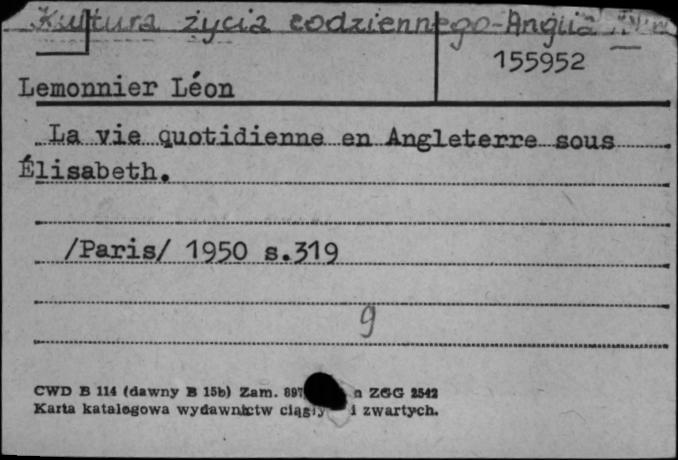 Kultura życia codziennego-Anglia
155952
Lemonnier Léon
La vie quotidienne en Angleterre sous
Élisabeth.
/Paris/ 1950 s.319
9
CWD B 114 (dawny B 15b) Zam. ZGG 2542
Karta katalogowa wydawnictw i zwartych.